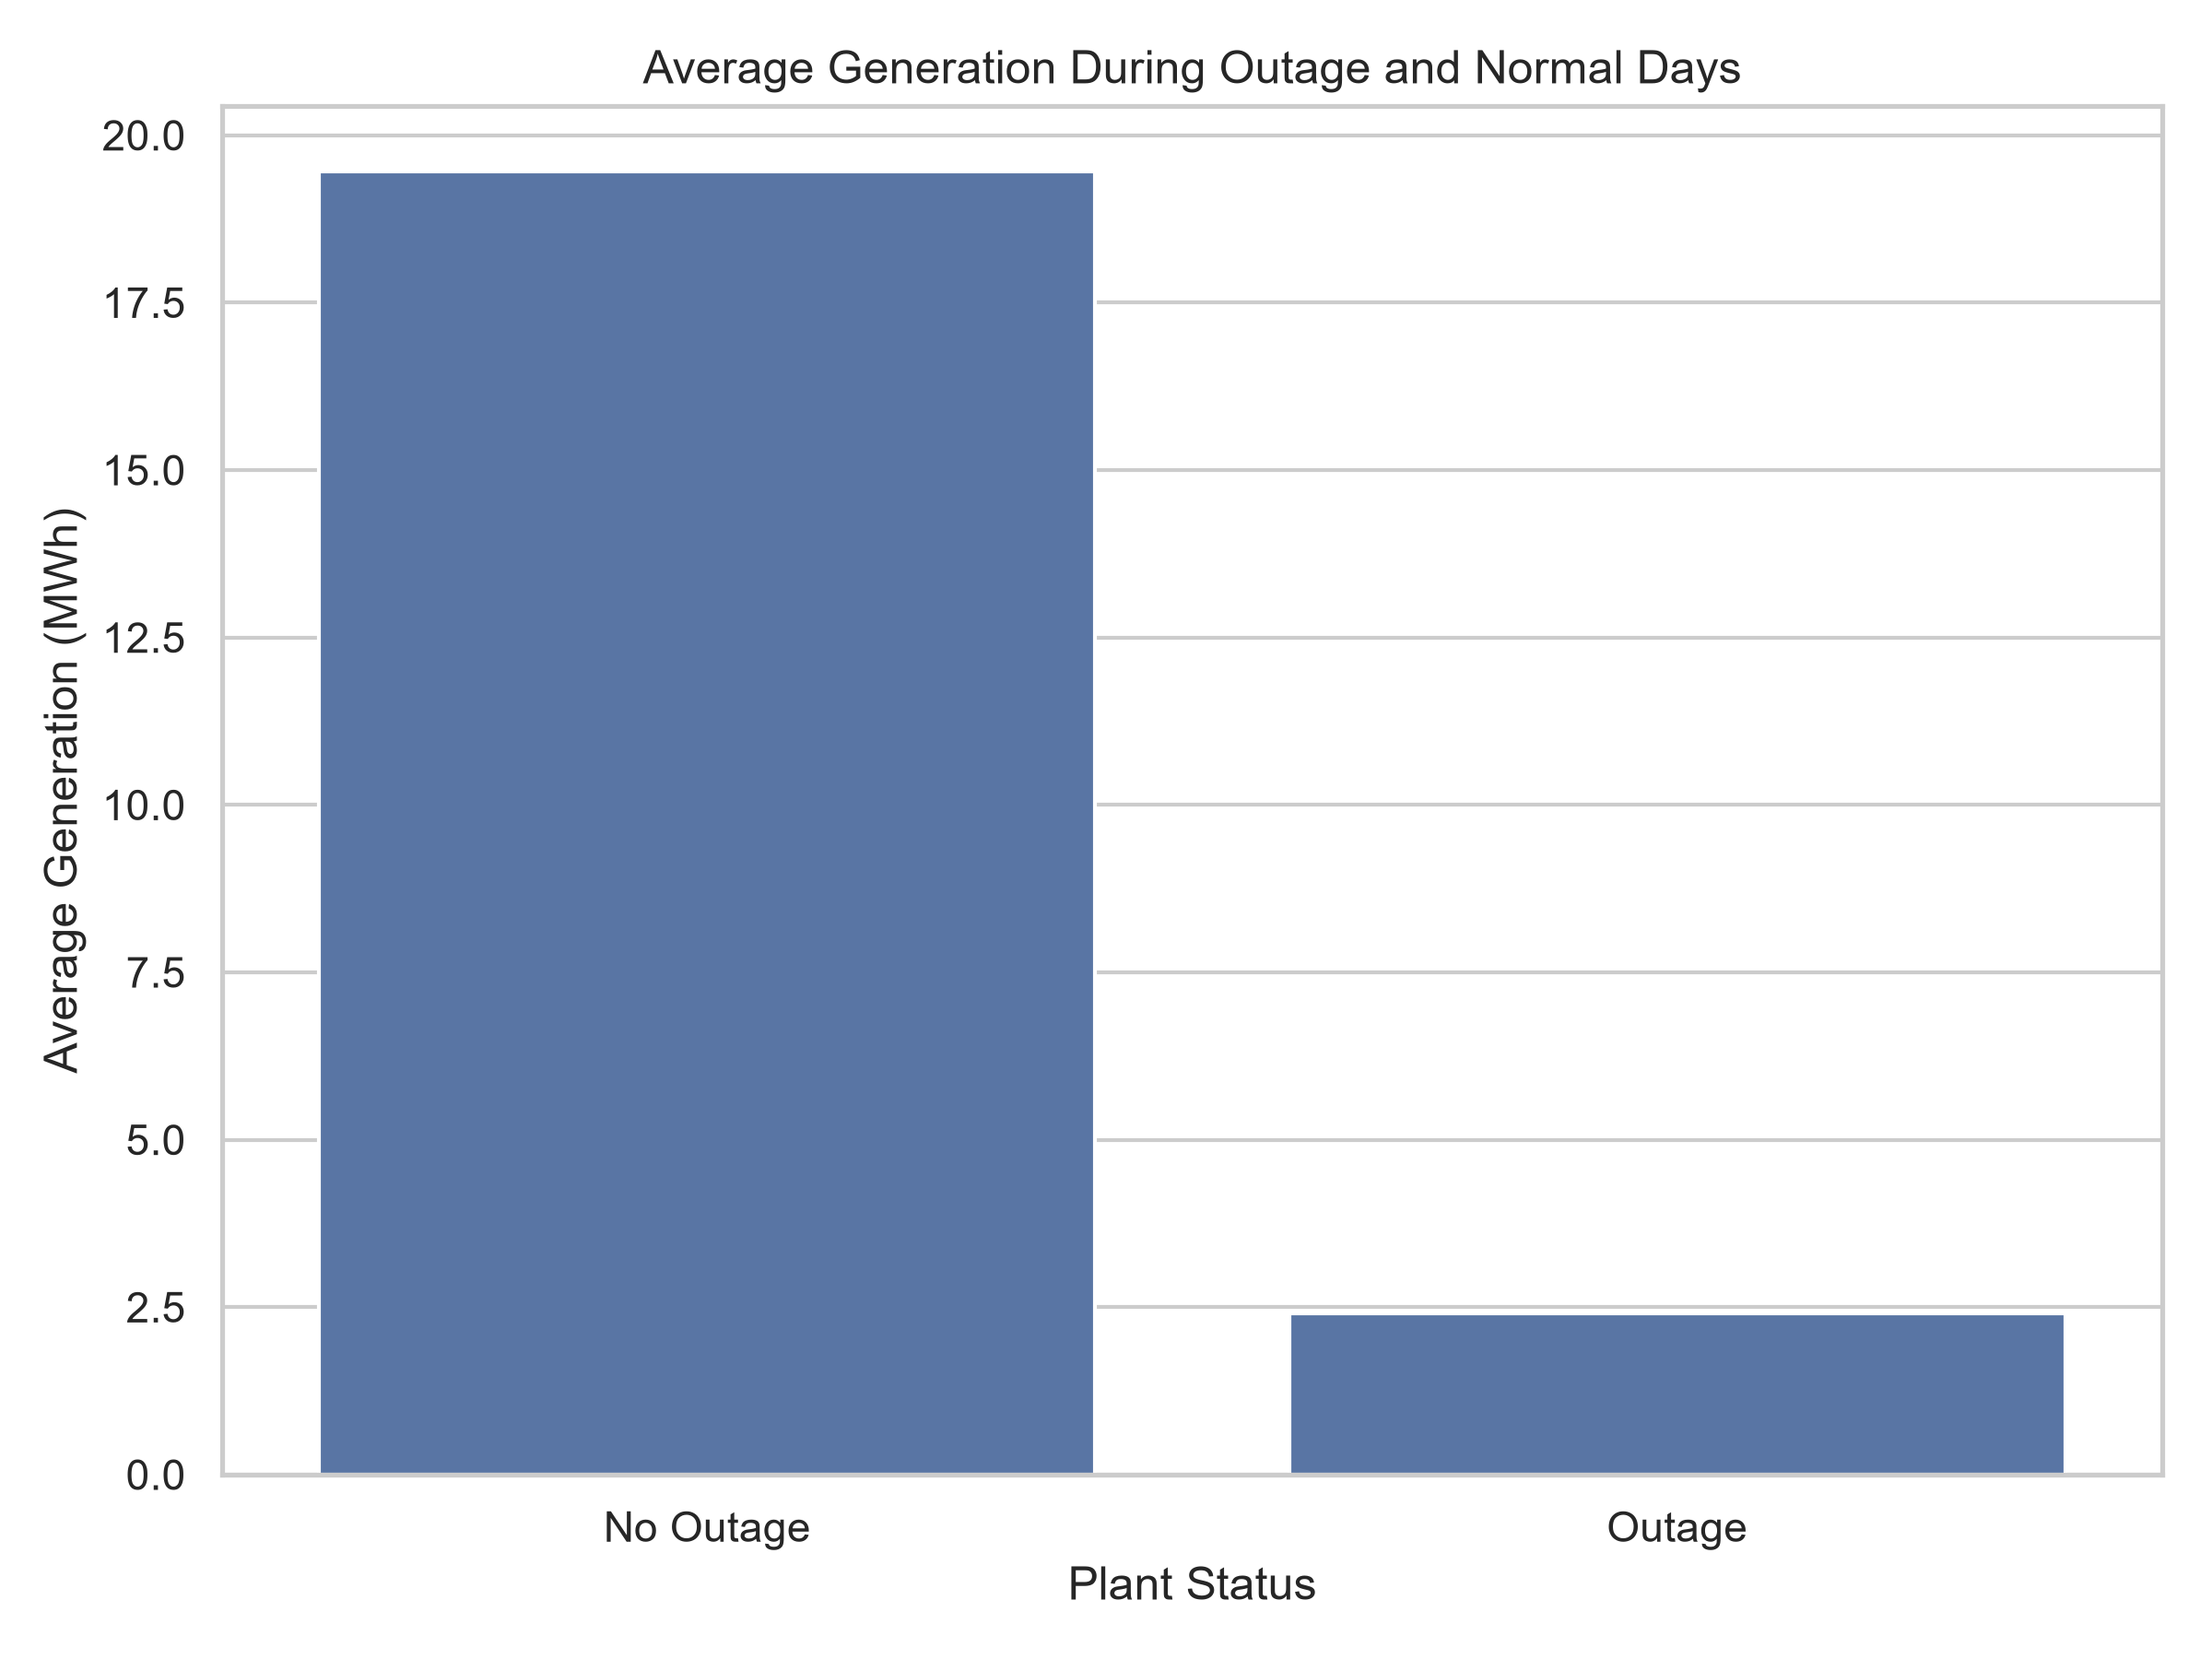 Average Generation During Outage and Normal Days
Average Generation (MWh)
20.0
17.5
15.0
12.5
10.0
7.5
5.0
2.5
0.0
No Outage
Outage
Plant Status